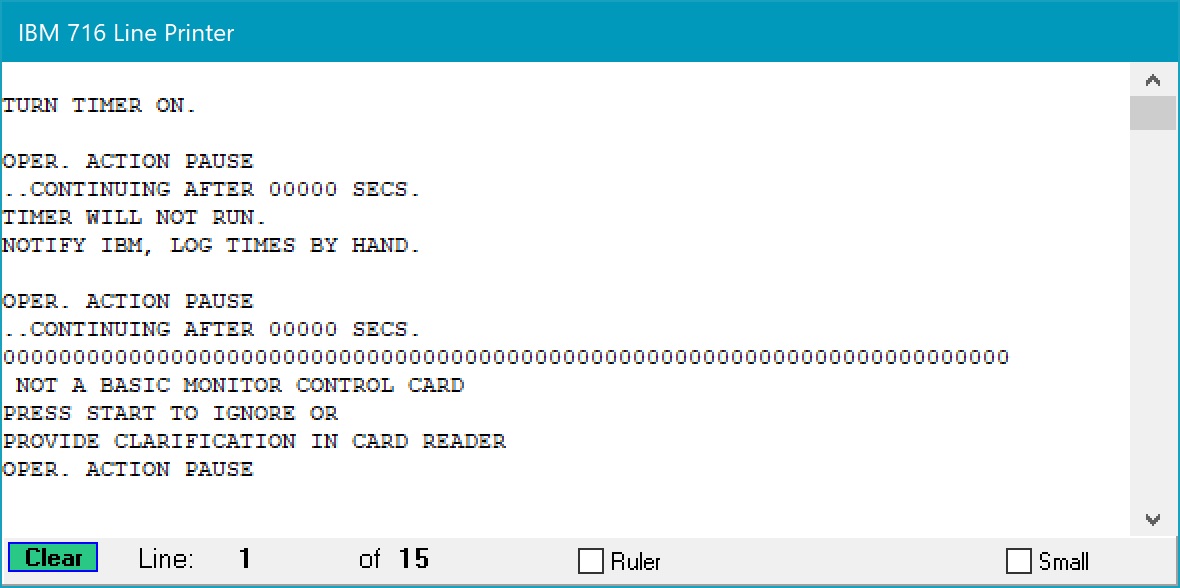 IBM 716 Line Printer
TURN TIMER ON.
OPER. ACTION PAUSE
..CONTINUING AFTER 00000 SECS.
TIMER WILL NOT RUN.
NOTIFY IBM, LOG TIMES BY HAND.
OPER. ACTION PAUSE
..CONTINUING AFTER 00000 SECS.
000000000000000000000000000000000000000000000000000000000000000000000000
NOT A BASIC MONITOR CONTROL CARD
PRESS START TO IGNORE OR
PROVIDE CLARIFICATION IN CARD READER
OPER. ACTION PAUSE
Clear Line: 1 of 15 Ruler Small